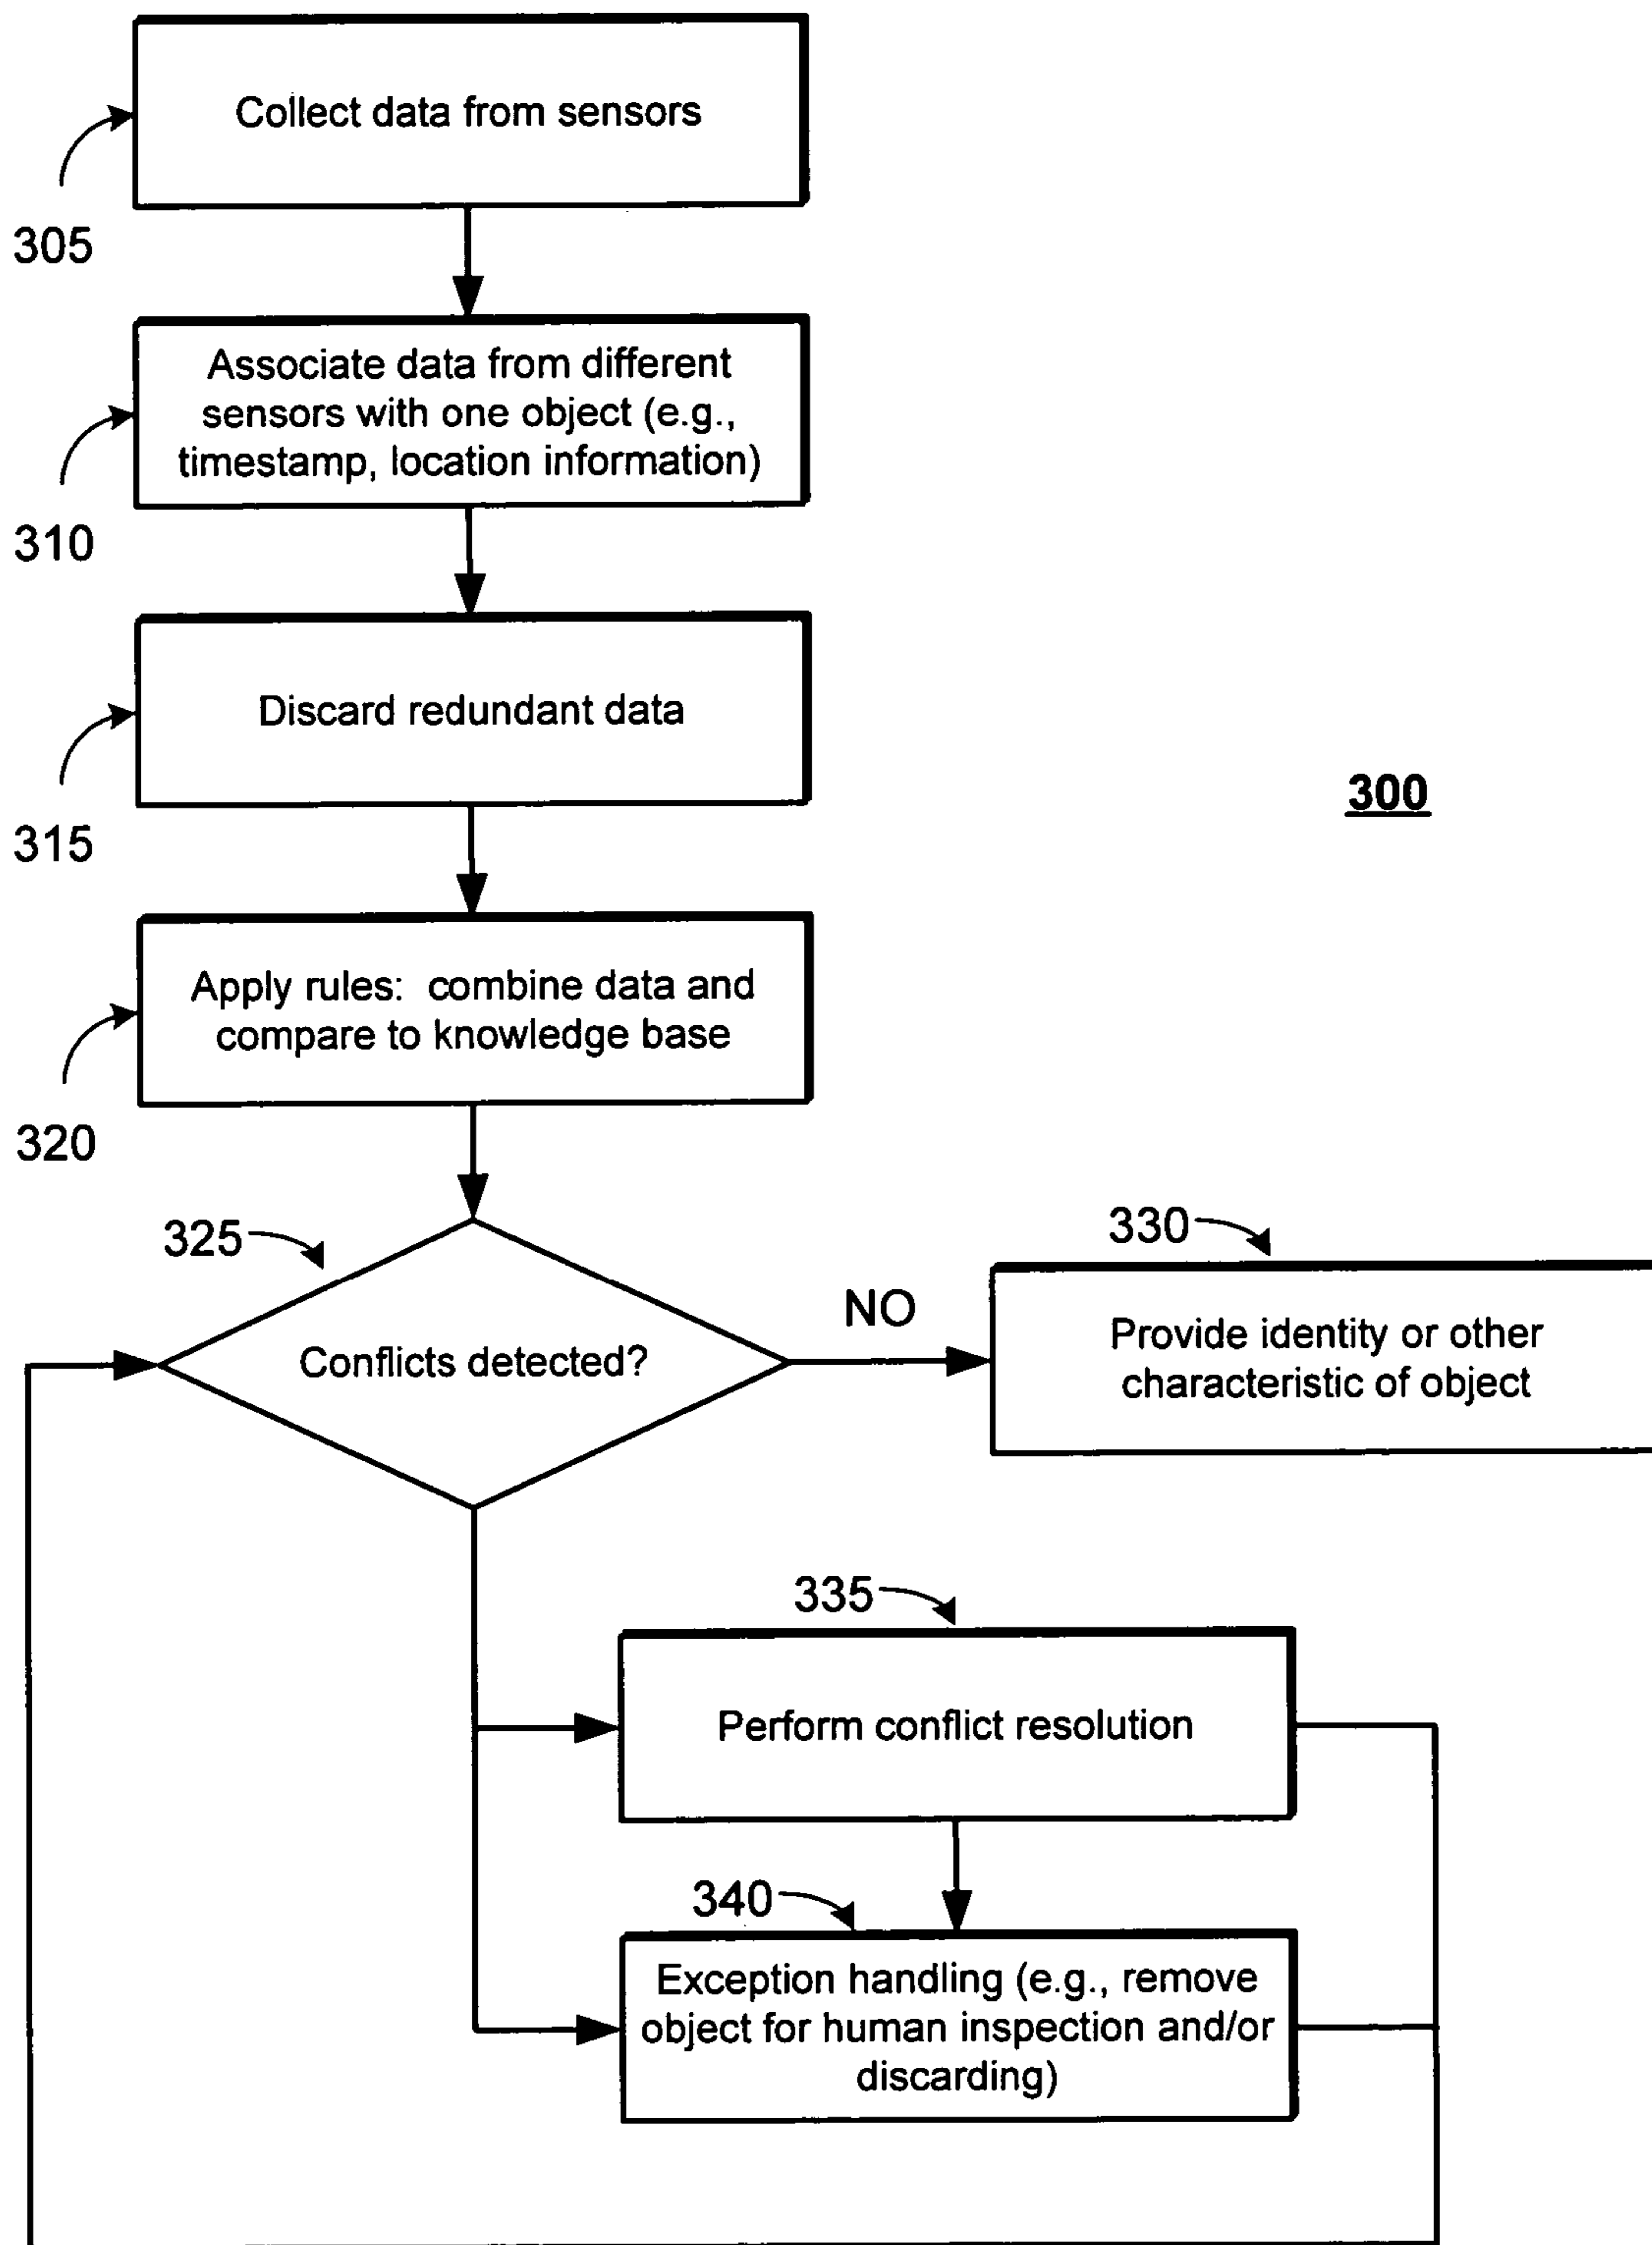 Collect data from sensors
305
Associate data from different
sensors with one object (e.g.,
timestamp, location information)
310
Discard redundant data
300
315
Apply rules:  combine data and
compare to knowledge base
320
325
330
NO
Conflicts detected?
Provide identity or other
characteristic of object
335
Perform conflict resolution
340
Exception handling (e.g., remove
object for human inspection and/or
discarding)